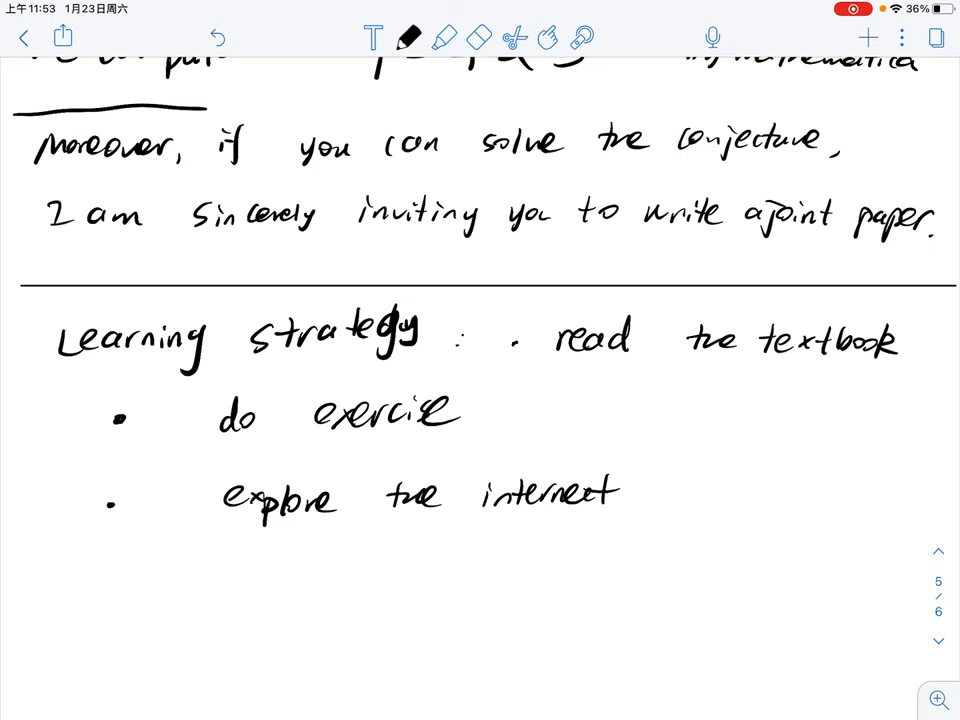 上午11:53 1月23日周六
36%
T
Moreover, if you can solve the conjecture,
I am sincerely inviting you to write a joint paper.
Learning strategy : · read the textbook
· do exercise
· explore the internet
5
/
6